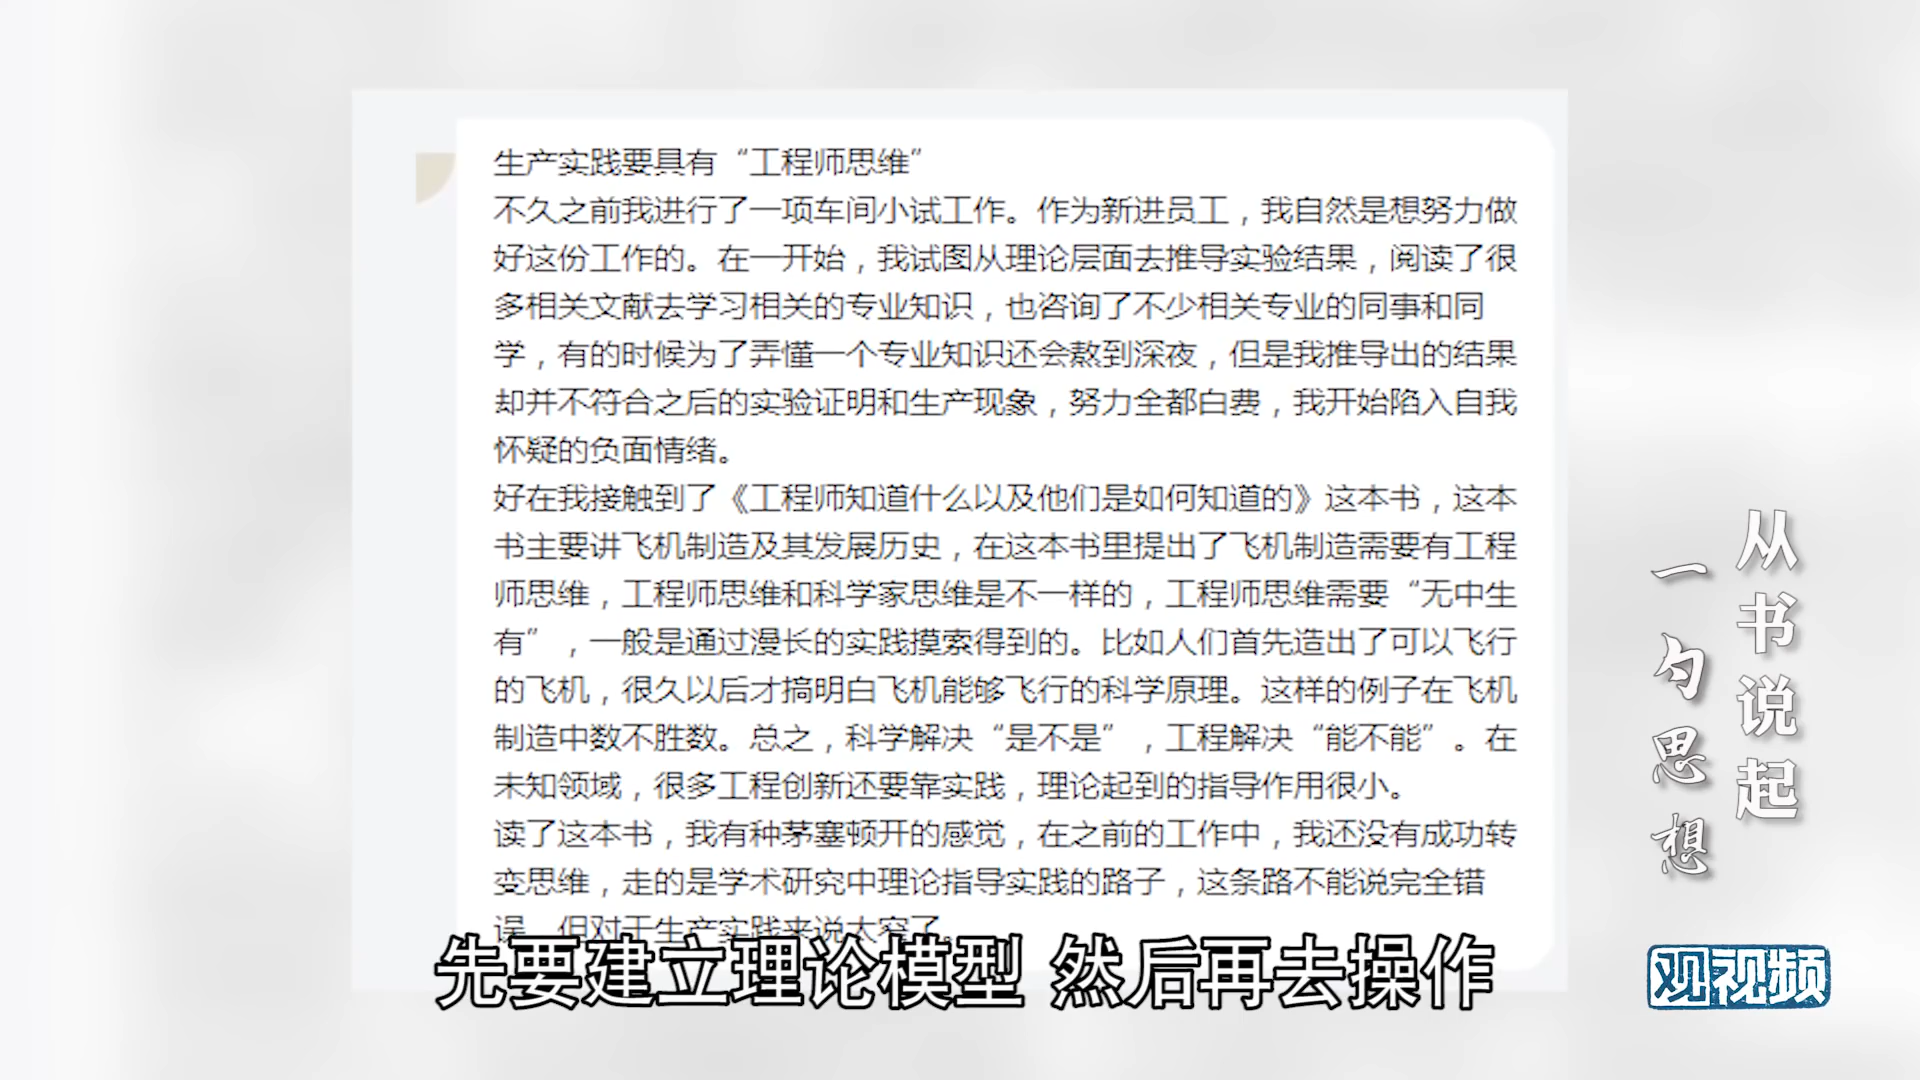 生产实践要具有“工程师思维”
不久之前我进行了一项车间小试工作。作为新进员工，我自然是想努力做
好这份工作的。在一开始，我试图从理论层面去推导实验结果，阅读了很
多相关文献去学习相关的专业知识，也咨询了不少相关专业的同事和同
学，有的时候为了弄懂一个专业知识还会熬到深夜，但是我推导出的结果
却并不符合之后的实验证明和生产现象，努力全都白费，我开始陷入自我
怀疑的负面情绪。
好在我接触到了《工程师知道什么以及他们是如何知道的》这本书，这本
书主要讲飞机制造及其发展历史，在这本书里提出了飞机制造需要有工程
师思维，工程师思维和科学家思维是不一样的，工程师思维需要“无中生
有”，一般是通过漫长的实践摸索得到的。比如人们首先造出了可以飞行
的飞机，很久以后才搞明白飞机能够飞行的科学原理。这样的例子在飞机
制造中数不胜数。总之，科学解决“是不是”，工程解决“能不能”。在
未知领域，很多工程创新还要靠实践，理论起到的指导作用很小。
读了这本书，我有种茅塞顿开的感觉，在之前的工作中，我还没有成功转
变思维，走的是学术研究中理论指导实践的路子，这条路不能说完全错
误，但对于生产实践来说太窄了。
先要建立理论模型 然后再去操作
从书说起
一勺思想
观视频